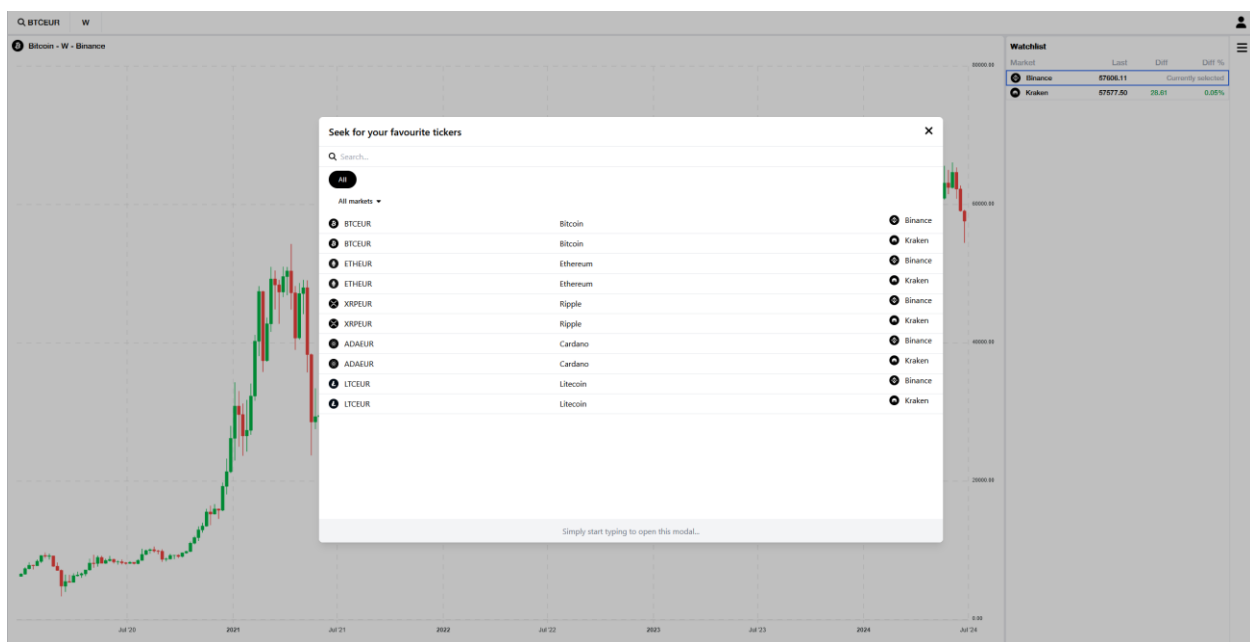 BTCEUR W
Bitcoin - W - Binance
80000.00
60000.00
40000.00
20000.00
0.00
Jul '20 2021 Jul '21 2022 Jul '22 2023 Jul '23 2024 Jul '24
Watchlist
Market Last Diff Diff %
Binance 57606.11 Currently selected
Kraken 57577.50 28.61 0.05%
Seek for your favourite tickers
Search...
All
All markets
BTCEUR Bitcoin Binance
BTCEUR Bitcoin Kraken
ETHEUR Ethereum Binance
ETHEUR Ethereum Kraken
XRPEUR Ripple Binance
XRPEUR Ripple Kraken
ADAEUR Cardano Binance
ADAEUR Cardano Kraken
LTCEUR Litecoin Binance
LTCEUR Litecoin Kraken
Simply start typing to open this modal...